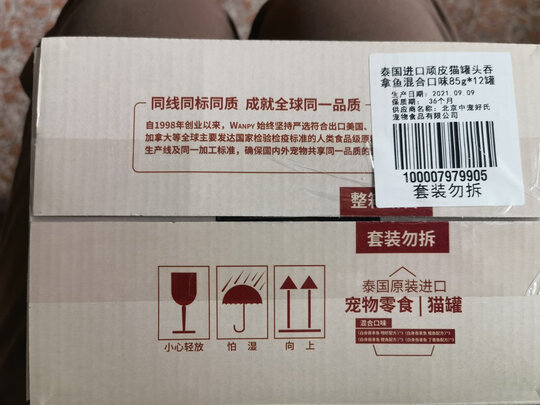 泰国进口顽皮猫罐头吞
拿鱼混合口味85g*12罐
生产日期：2021.09.09
保质期： 36个月
供应商名称：北京中宠好氏
宠物食品有限公司
100007979905
套装勿拆
同线同标同质 成就全球同一品质
自1998年创业以来，WANPY 始终坚持严选符合出口美国、
加拿大等全球主要发达国家检验检疫标准的人类食品级原
生产线及同一加工标准，确保国内外宠物共享同一品质的
整箱
套装勿拆
小心轻放
怕 湿
向 上
泰国原装进口
宠物零食|猫罐
混合口味